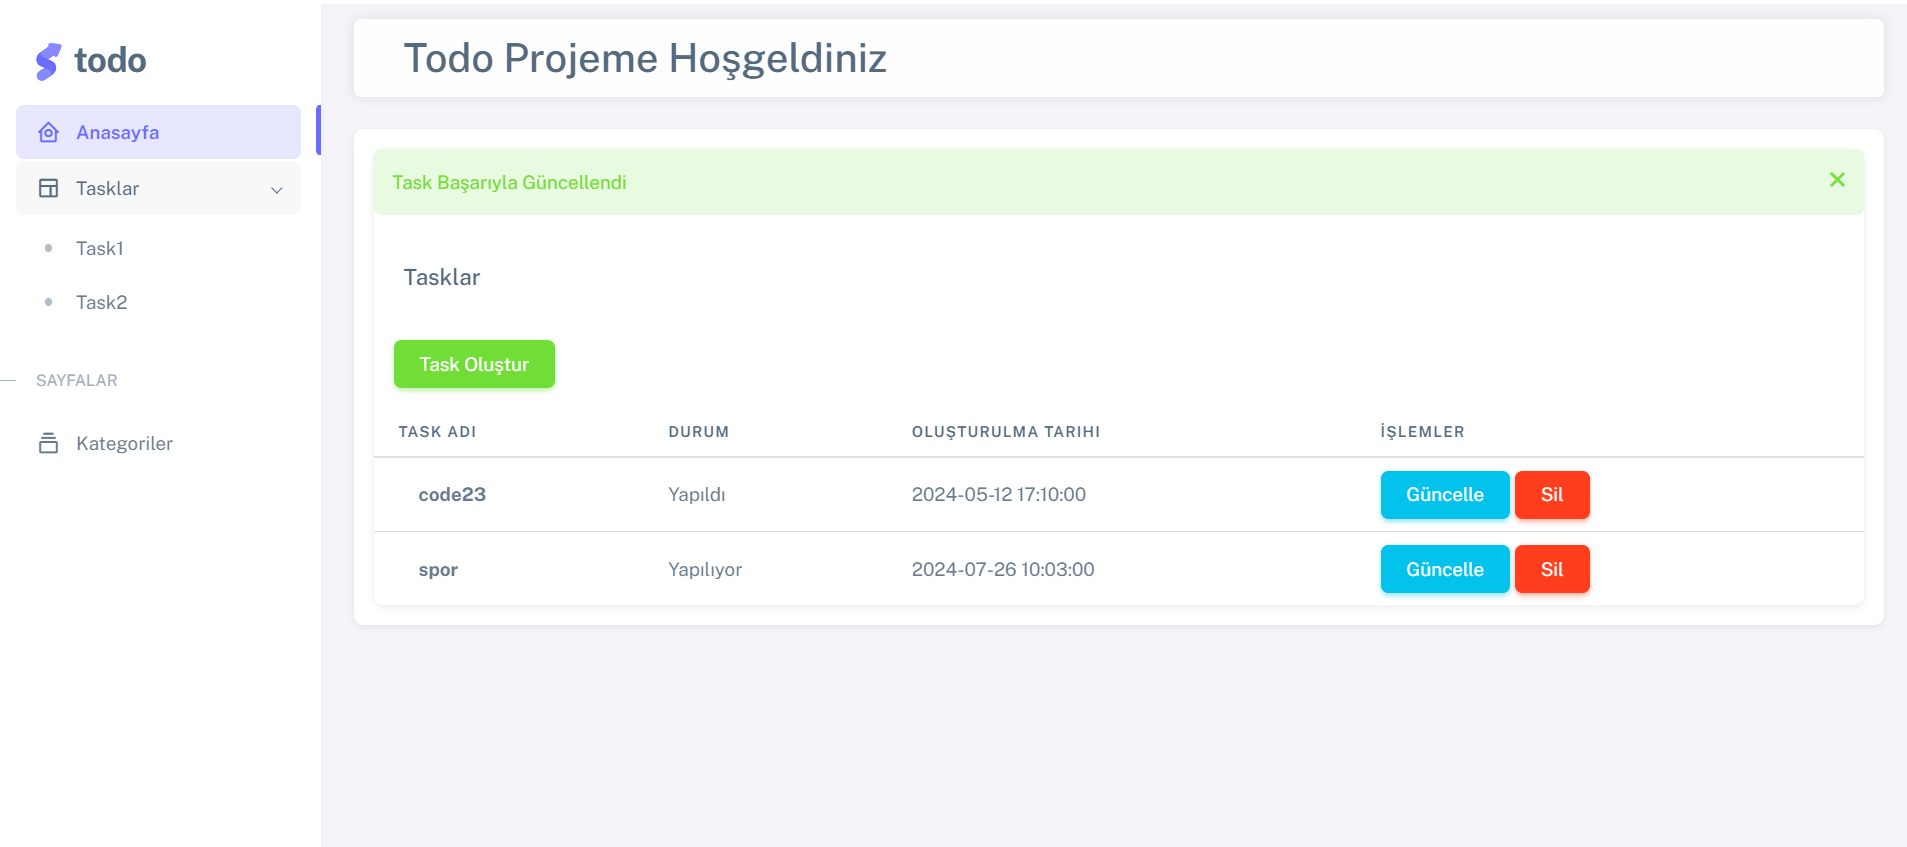 todo
Anasayfa
Tasklar
Task1
Task2
SAYFALAR
Kategoriler
Todo Projeme Hoşgeldiniz
Task Başarıyla Güncellendi
Tasklar
Task Oluştur
TASK ADI DURUM OLUŞTURULMA TARIHI İŞLEMLER
code23 Yapıldı 2024-05-12 17:10:00 Güncelle Sil
spor Yapılıyor 2024-07-26 10:03:00 Güncelle Sil